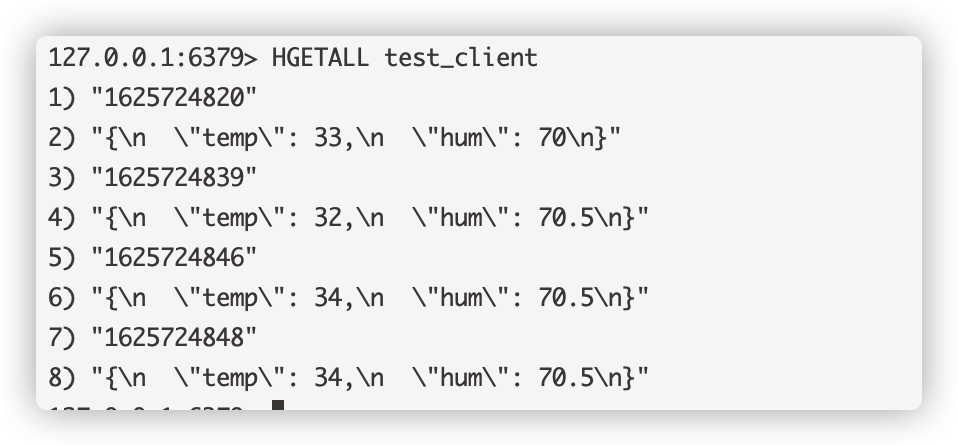 127.0.0.1:6379> HGETALL test_client
1) "1625724820"
2) "{\n  \"temp\": 33,\n  \"hum\": 70\n}"
3) "1625724839"
4) "{\n  \"temp\": 32,\n  \"hum\": 70.5\n}"
5) "1625724846"
6) "{\n  \"temp\": 34,\n  \"hum\": 70.5\n}"
7) "1625724848"
8) "{\n  \"temp\": 34,\n  \"hum\": 70.5\n}"